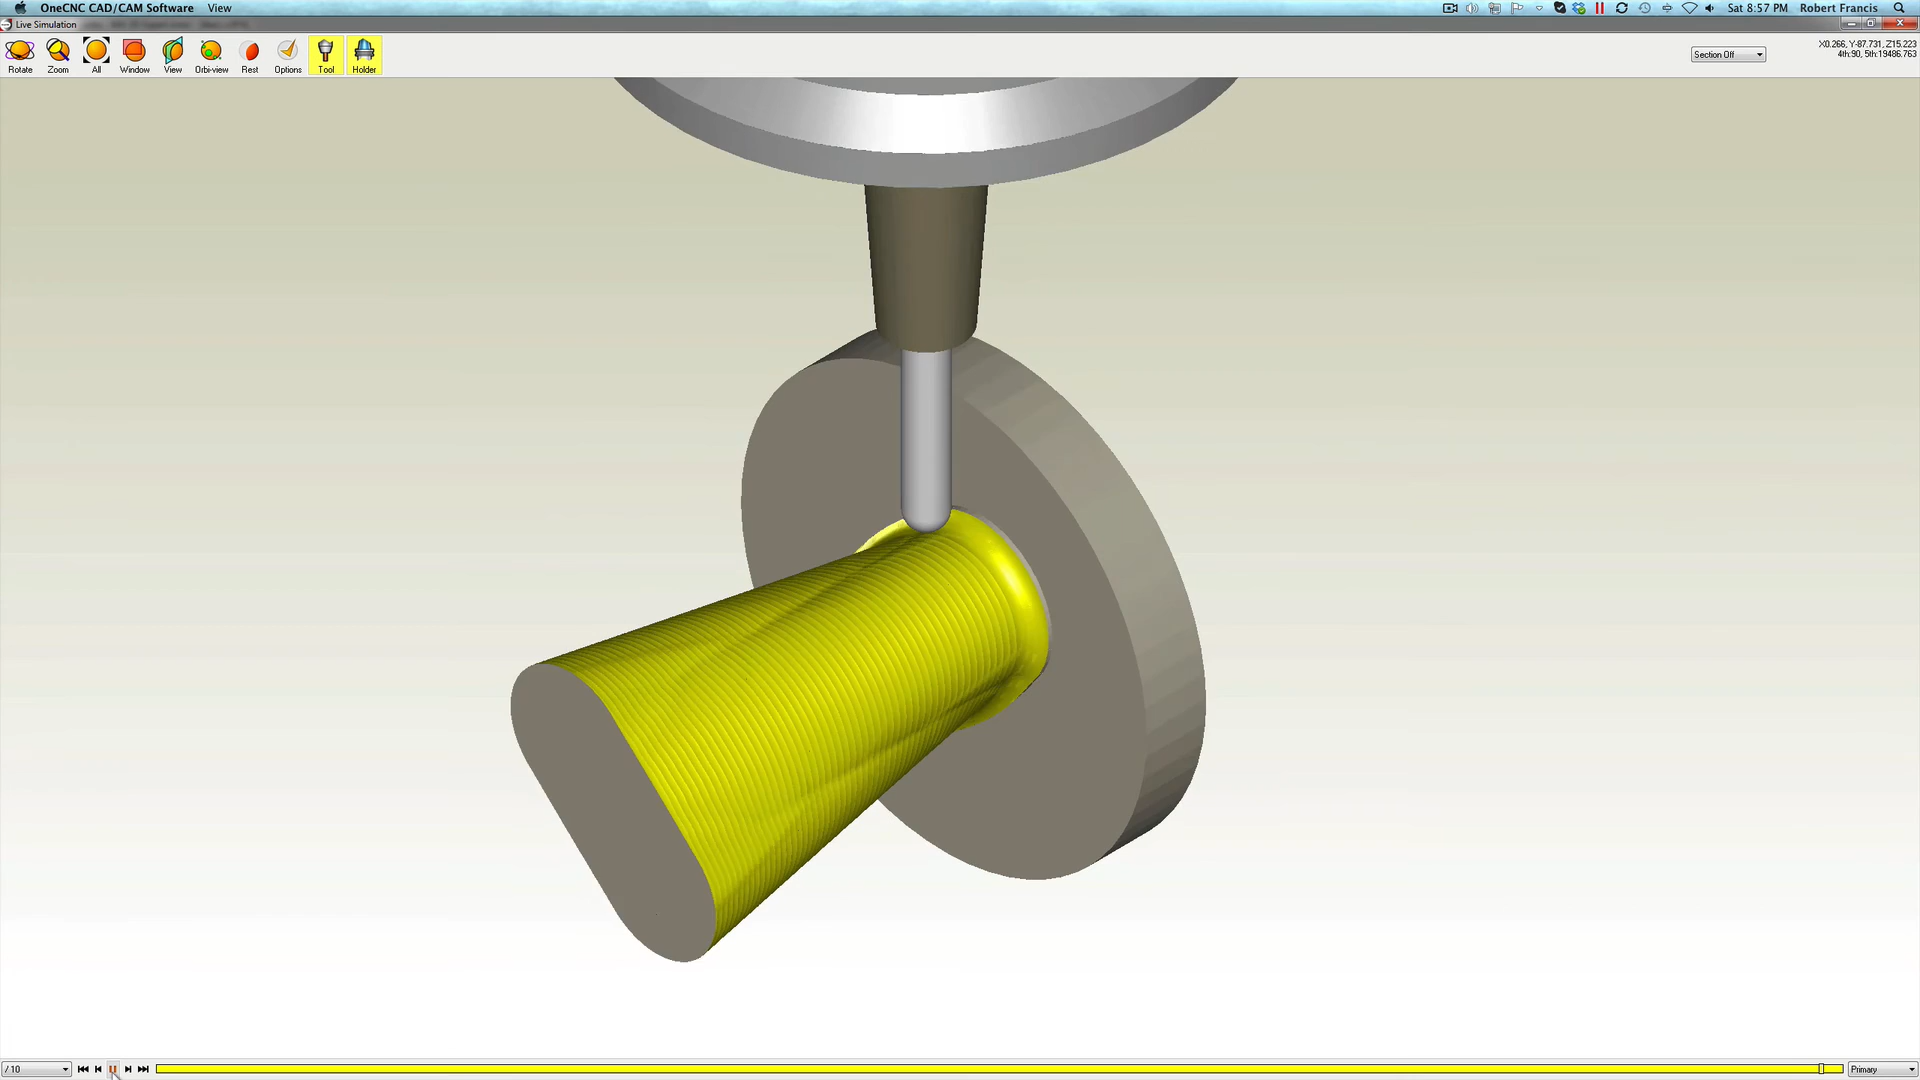 OneCNC CAD/CAM Software View
Sat 8:57 PM Robert Francis
Live Simulation
Rotate Zoom All Window View Orbi-view Rest Options Tool Holder
Section Off
X0.266, Y-87.731, Z15.223
4th:90, 5th:19486.763
/10
Primary